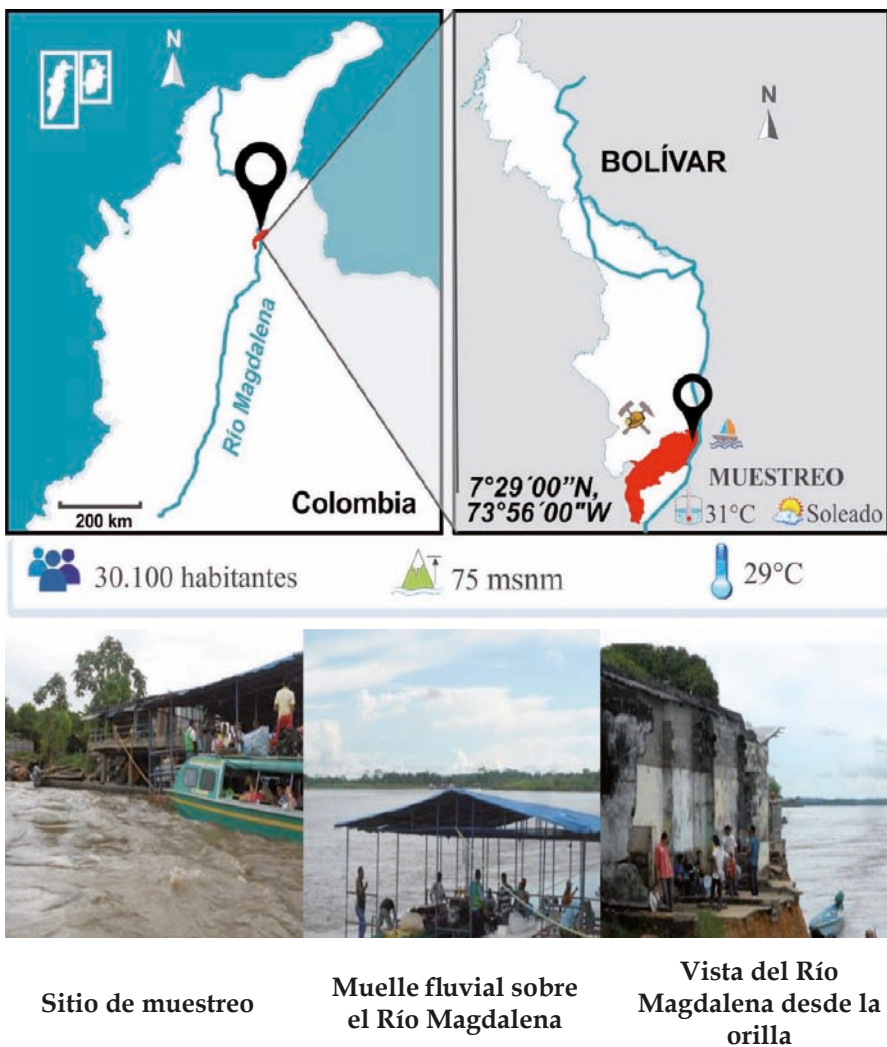 N
Río Magdalena
200 km
Colombia
N
BOLÍVAR
7°29´00”N,
73°56´00"W
MUESTREO
31°C
Soleado
30.100 habitantes
75 msnm
29°C
Sitio de muestreo
Muelle fluvial sobre
el Río Magdalena
Vista del Río
Magdalena desde la
orilla